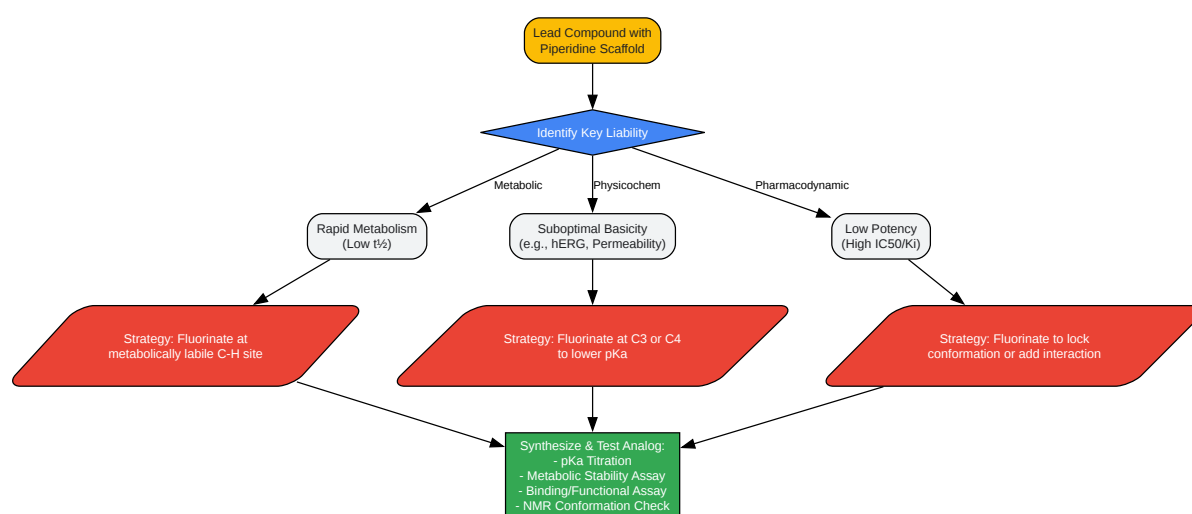 Lead Compound with
Piperidine Scaffold
Identify Key Liability
Metabolic
Physicochem
Pharmacodynamic
Rapid Metabolism
(Low t½)
Suboptimal Basicity
(e.g., hERG, Permeability)
Low Potency
(High IC50/Ki)
Strategy: Fluorinate at
metabolically labile C-H site
Strategy: Fluorinate at C3 or C4
to lower pKa
Strategy: Fluorinate to lock
conformation or add interaction
Synthesize & Test Analog:
- pKa Titration
- Metabolic Stability Assay
- Binding/Functional Assay
- NMR Conformation Check